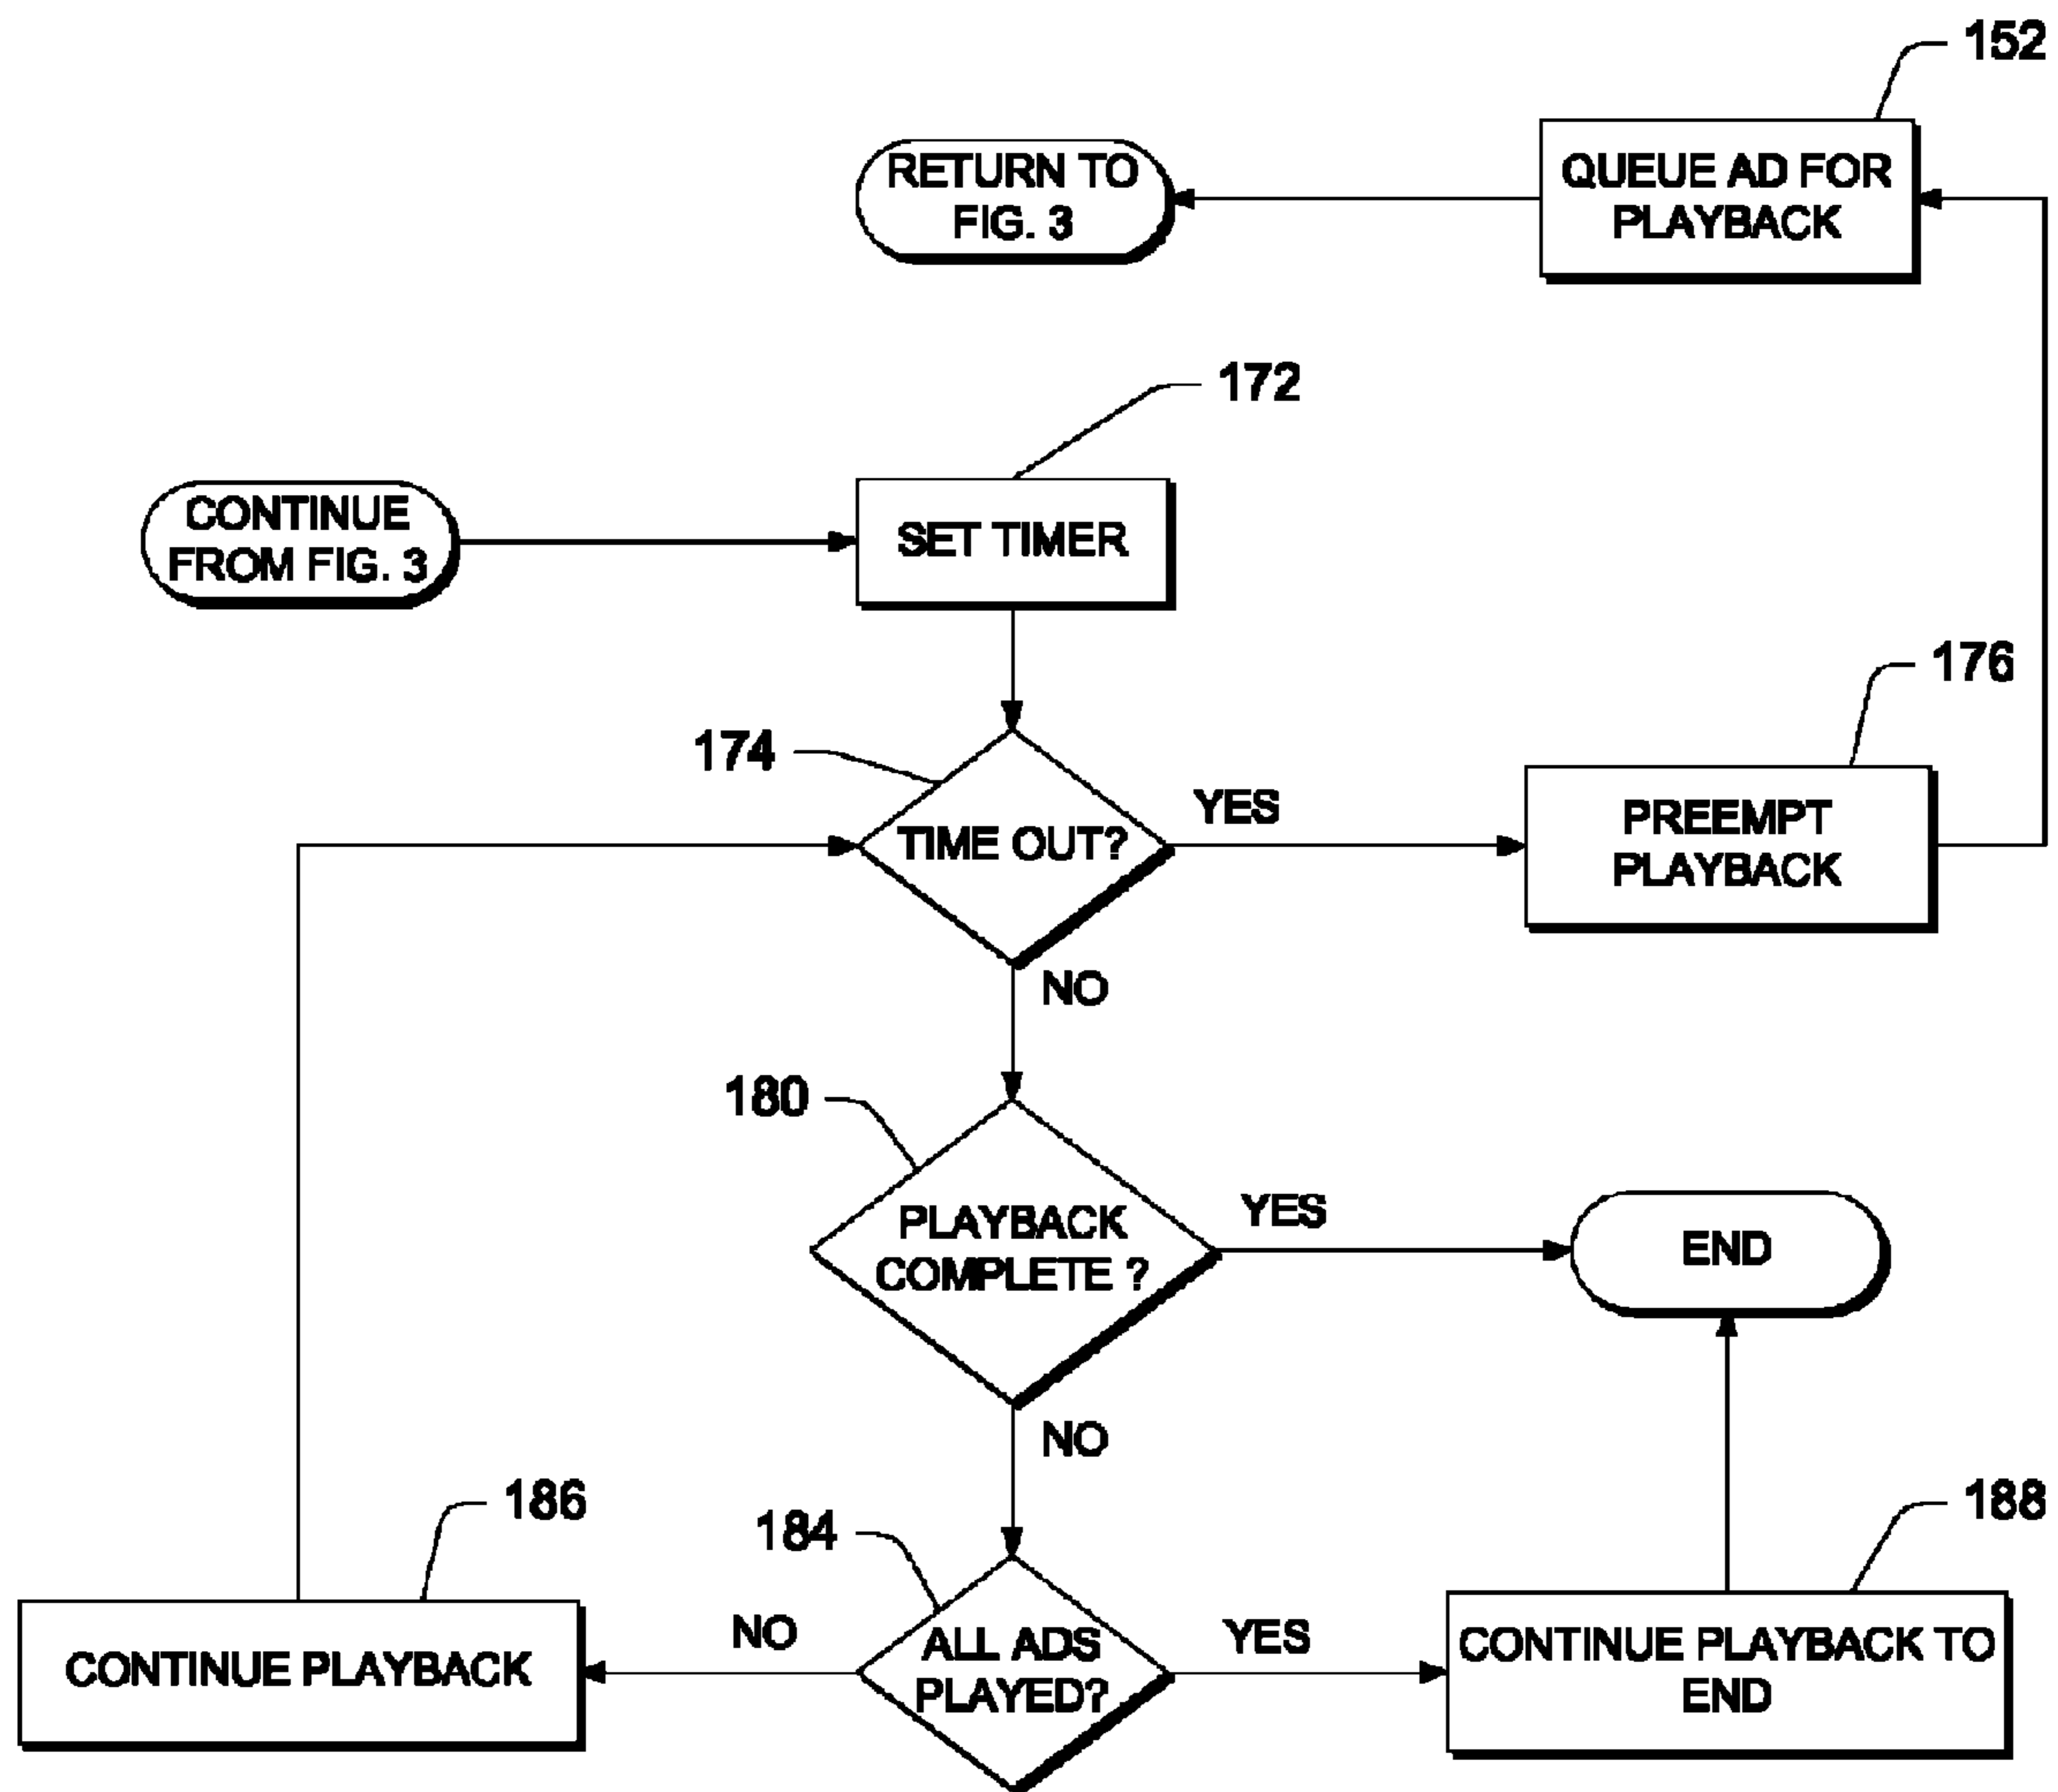 152
RETURN TO
FIG. 3
QUEUE AD FOR
PLAYBACK
172
CONTINUE
FROM FIG. 3
SET TIMER
176
174
YES
TIME OUT?
PREEMPT
PLAYBACK
NO
180
YES
PLAYBACK
COMPLETE ?
END
NO
186
184
188
NO
YES
CONTINUE PLAYBACK
ALL ADS
PLAYED?
CONTINUE PLAYBACK TO
END